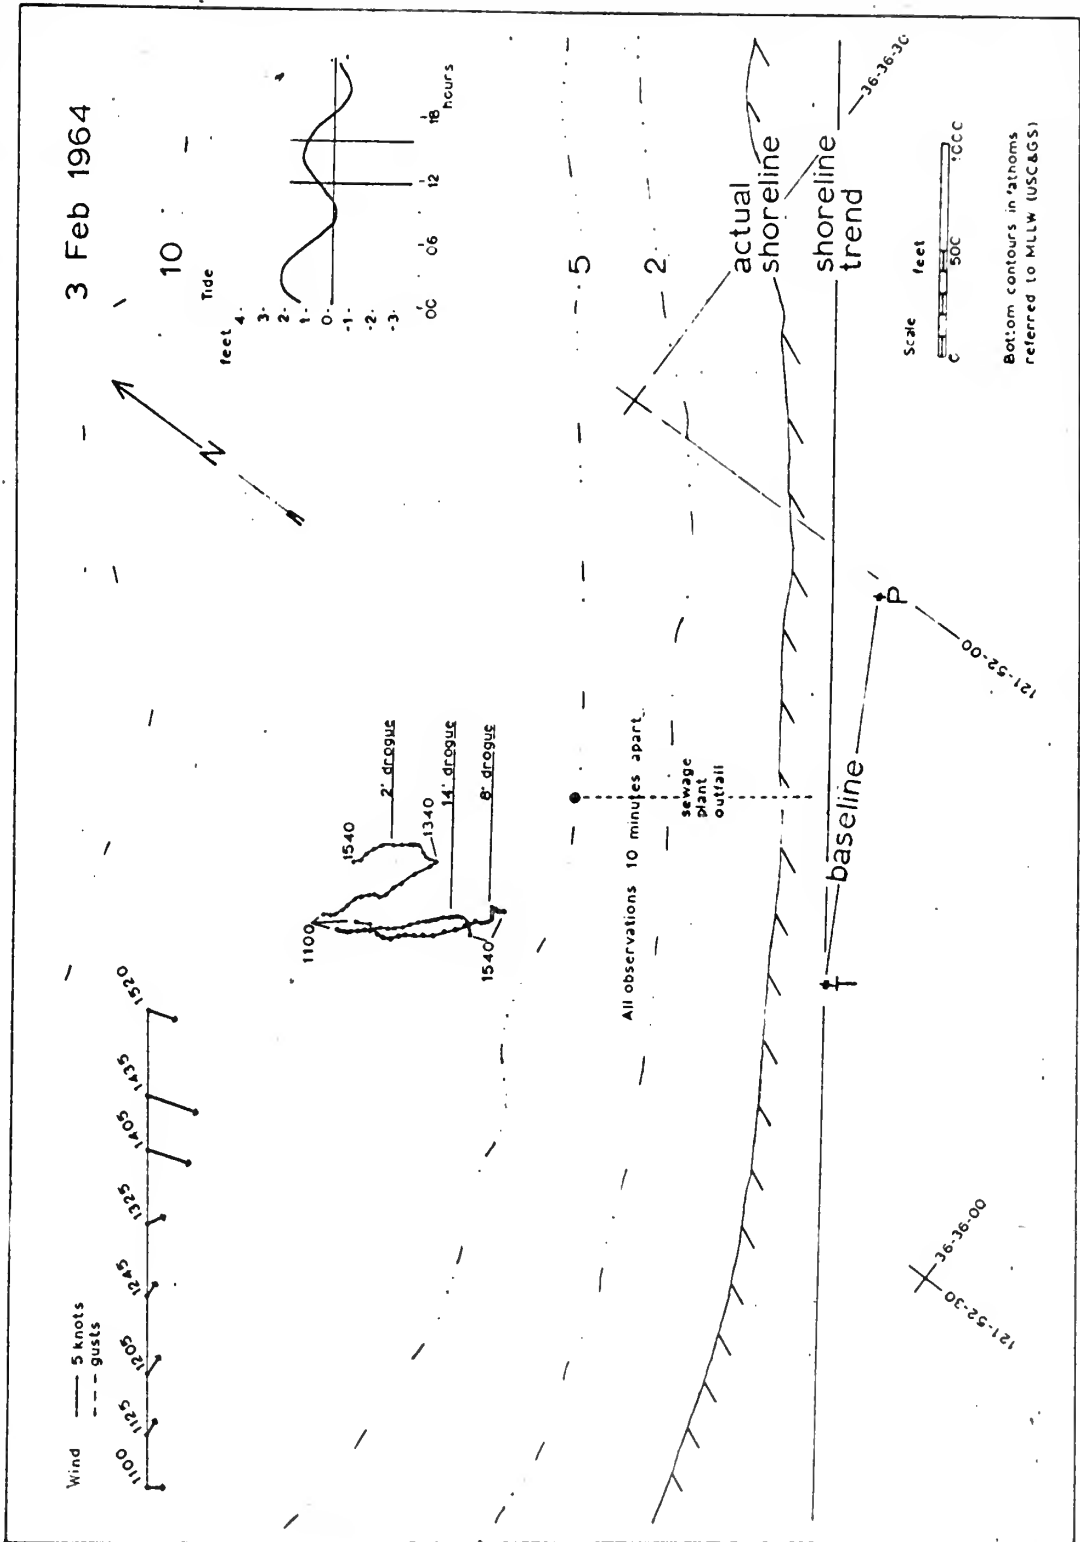 3 Feb 1964
10
Tide
feet
4
3
2
1
0
-1
-2
-3
00
06
12
18
hours
Wind
5 knots
gusts
1100
1125
1205
1245
1325
1405
1435
1520
N
1100
1540
1340
1540
2' drogue
14' drogue
8' drogue
5
2
All observations 10 minutes apart
sewage
plant
outfall
actual
shoreline
shoreline
trend
36-36-30
T
baseline
P
121-52-00
36-36-00
121-52-30
Scale
feet
0
500
1000
Bottom contours in fathoms
referred to MLLW (USC&GS)